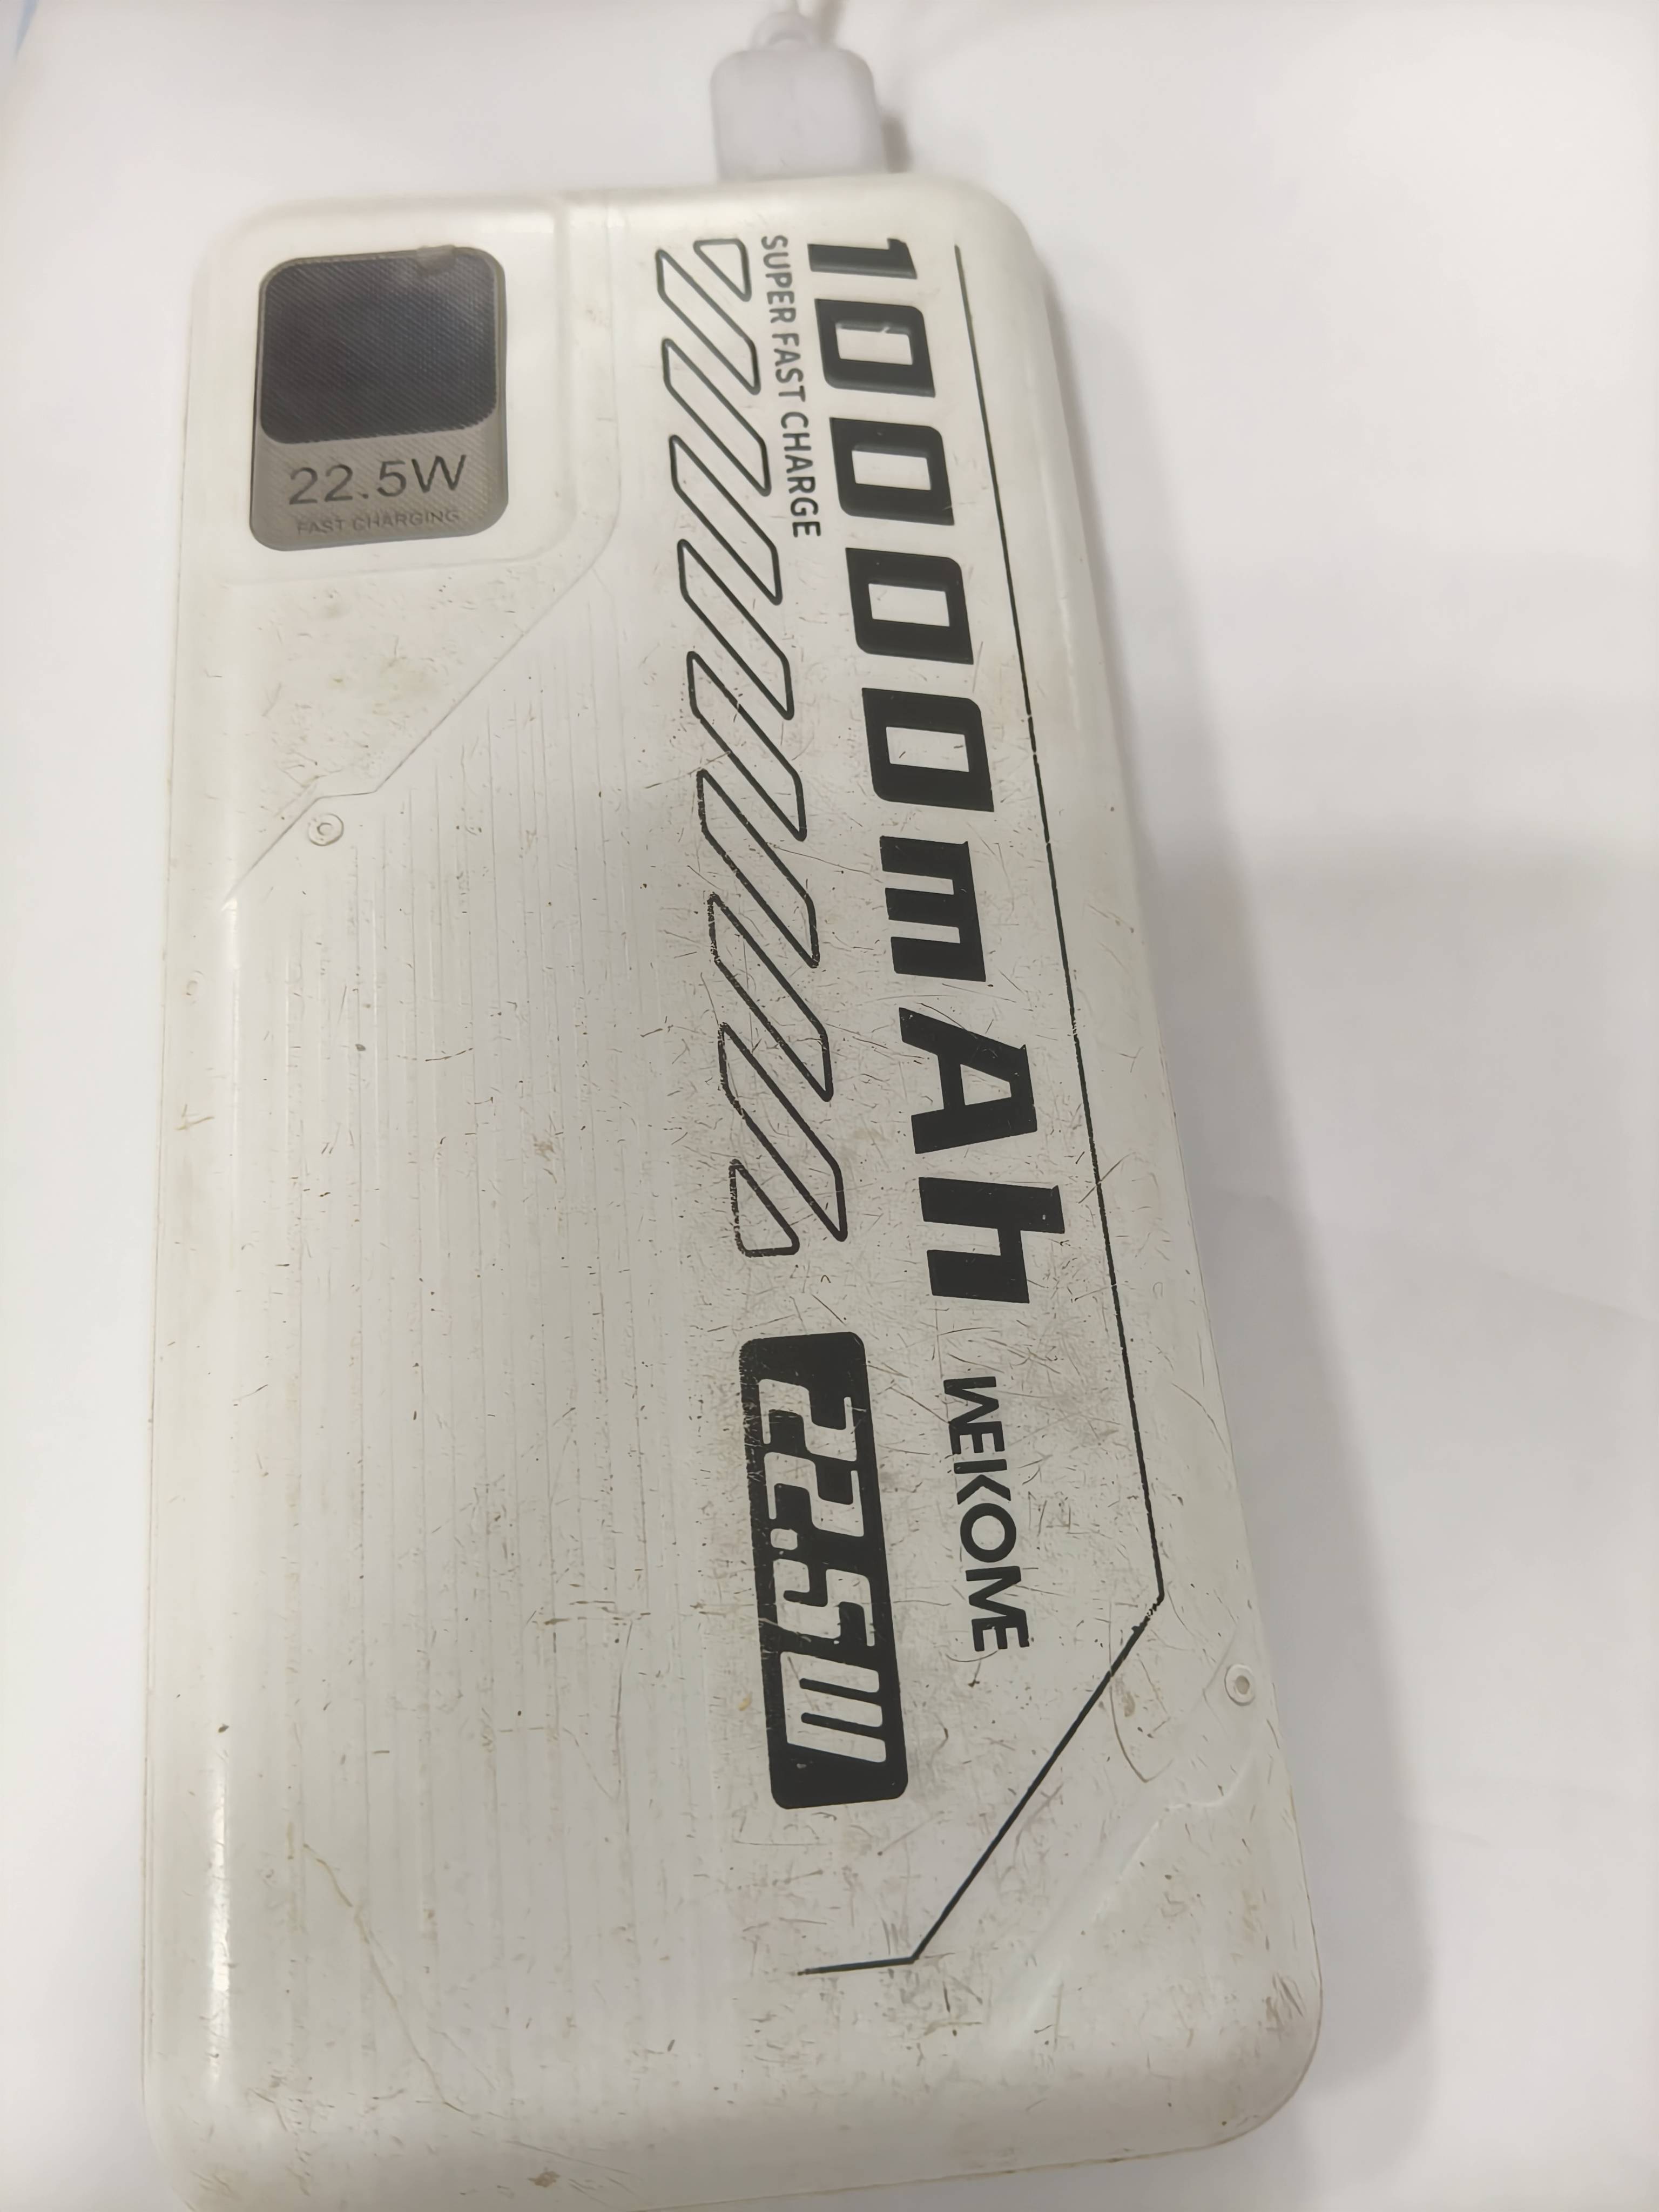 22.5W
FAST CHARGING
10000mAh
SUPER FAST CHARGE
WEKOME
22.5W